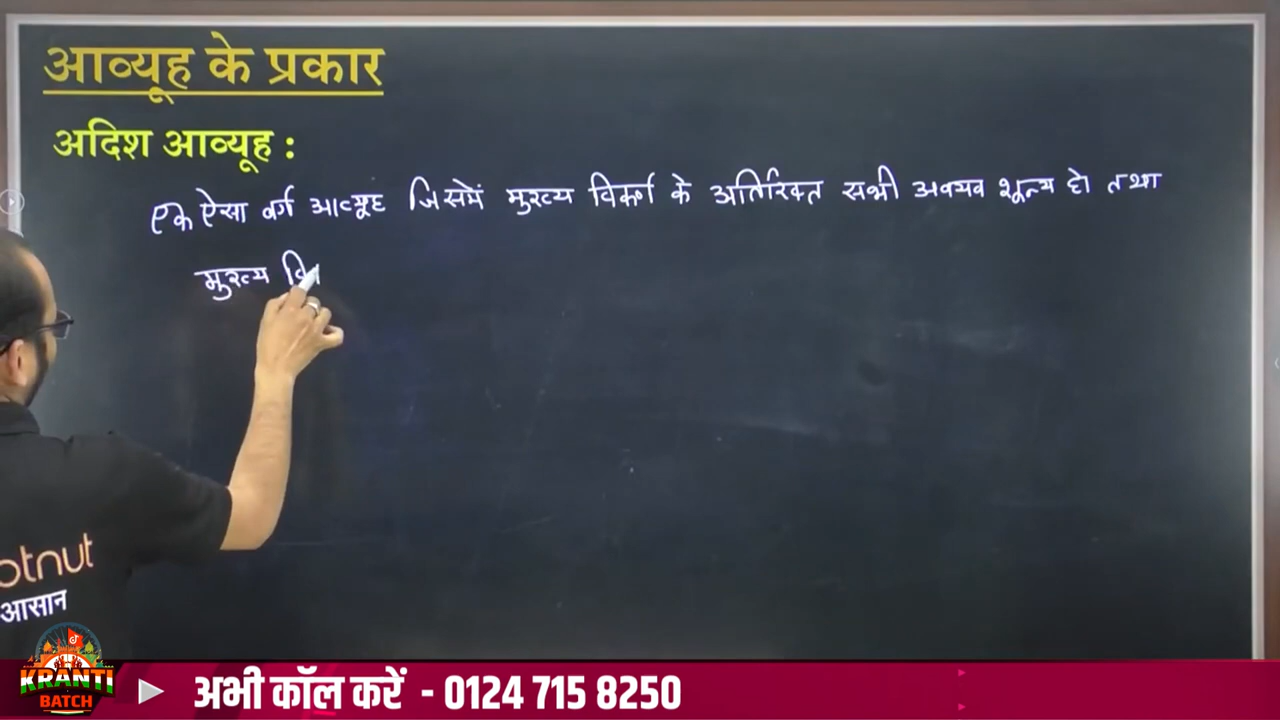 आव्यूह के प्रकार
अदिश आव्यूह :
एक ऐसा वर्ग आव्यूह जिसमें मुख्य विकर्ण के अतिरिक्त सभी अवयव शून्य हो तथा
मुख्य वि
otnut
आसान
KRANTI
BATCH
अभी कॉल करें - 0124 715 8250